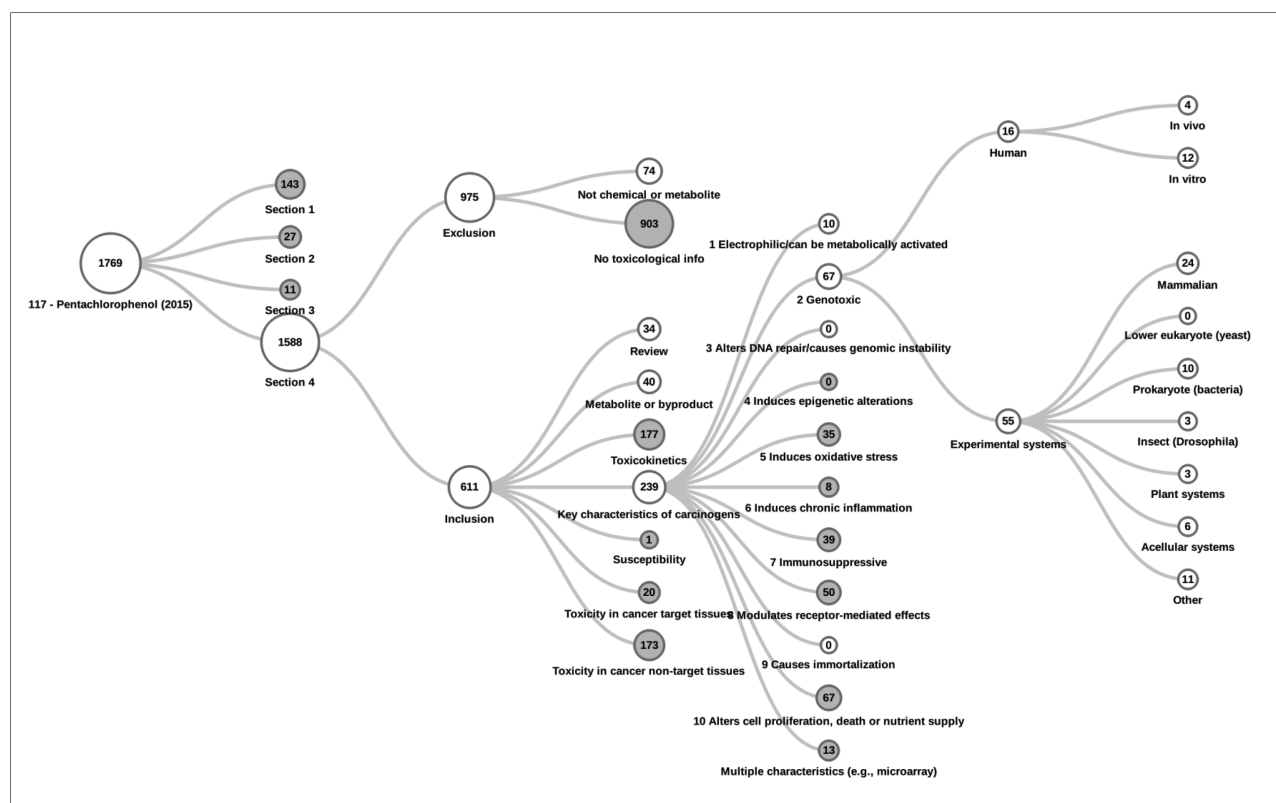 1769
117 - Pentachlorophenol (2015)
143
Section 1
27
Section 2
11
Section 3
1588
Section 4
975
Exclusion
611
Inclusion
74
Not chemical or metabolite
903
No toxicological info
34
Review
40
Metabolite or byproduct
177
Toxicokinetics
239
Key characteristics of carcinogens
1
Susceptibility
20
Toxicity in cancer target tissues
173
Toxicity in cancer non-target tissues
10
1 Electrophilic/can be metabolically activated
67
2 Genotoxic
0
3 Alters DNA repair/causes genomic instability
0
4 Induces epigenetic alterations
35
5 Induces oxidative stress
8
6 Induces chronic inflammation
39
7 Immunosuppressive
50
8 Modulates receptor-mediated effects
0
9 Causes immortalization
67
10 Alters cell proliferation, death or nutrient supply
13
Multiple characteristics (e.g., microarray)
16
Human
55
Experimental systems
4
In vivo
12
In vitro
24
Mammalian
0
Lower eukaryote (yeast)
10
Prokaryote (bacteria)
3
Insect (Drosophila)
3
Plant systems
6
Acellular systems
11
Other